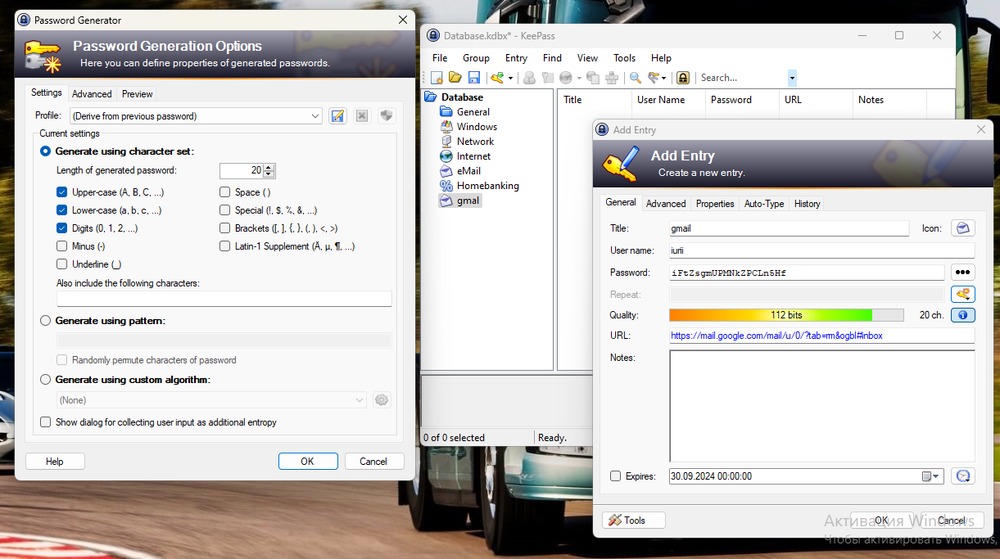 Password Generator
Password Generation Options
Here you can define properties of generated passwords.
Settings Advanced Preview
Profile: (Derive from previous password)
Current settings
Generate using character set:
Length of generated password: 20
Upper-case (A, B, C, ...) Space ( )
Lower-case (a, b, c, ...) Special (!, $, %, &, ...)
Digits (0, 1, 2, ...) Brackets ([, ], {, }, (, ), <, >)
Minus (-) Latin-1 Supplement (Ä, µ, ¶, ...)
Underline (_)
Also include the following characters:
Generate using pattern:
Randomly permute characters of password
Generate using custom algorithm:
(None)
Show dialog for collecting user input as additional entropy
Help OK Cancel
Database.kdbx* - KeePass
File Group Entry Find View Tools Help
Search...
Database
General
Windows
Network
Internet
eMail
Homebanking
gmal
Title User Name Password URL Notes
0 of 0 selected Ready.
Add Entry
Add Entry
Create a new entry.
General Advanced Properties Auto-Type History
Title: gmail Icon:
User name: iurii
Password: iFtZsgmUPMNkZPCLn5Hf
Repeat:
Quality: 112 bits 20 ch.
URL: https://mail.google.com/mail/u/0/?tab=rm&ogbl#inbox
Notes:
Expires: 30.09.2024 00:00:00
Tools OK Cancel
Активация Windows
Чтобы активировать Windows,